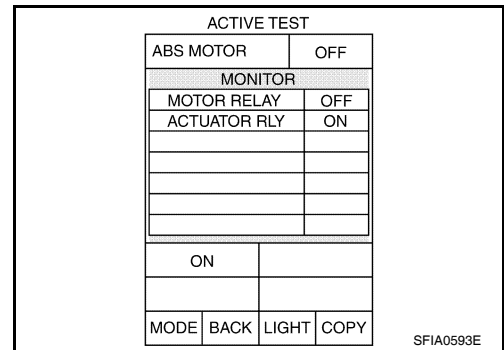 ACTIVE TEST
ABS MOTOR OFF
MONITOR
MOTOR RELAY OFF
ACTUATOR RLY ON
ON
MODE BACK LIGHT COPY
SFIA0593E